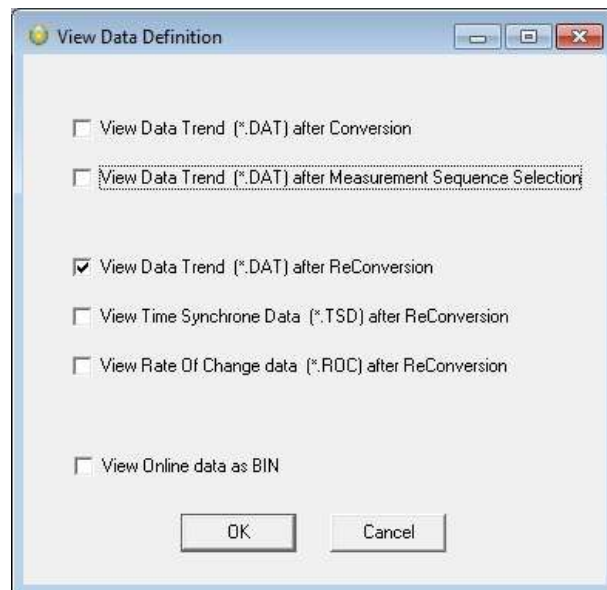 View Data Definition
View Data Trend (*.DAT) after Conversion
View Data Trend (*.DAT) after Measurement Sequence Selection
View Data Trend (*.DAT) after ReConversion
View Time Synchrone Data (*.TSD) after ReConversion
View Rate Of Change data (*.ROC) after ReConversion
View Online data as BIN
OK Cancel